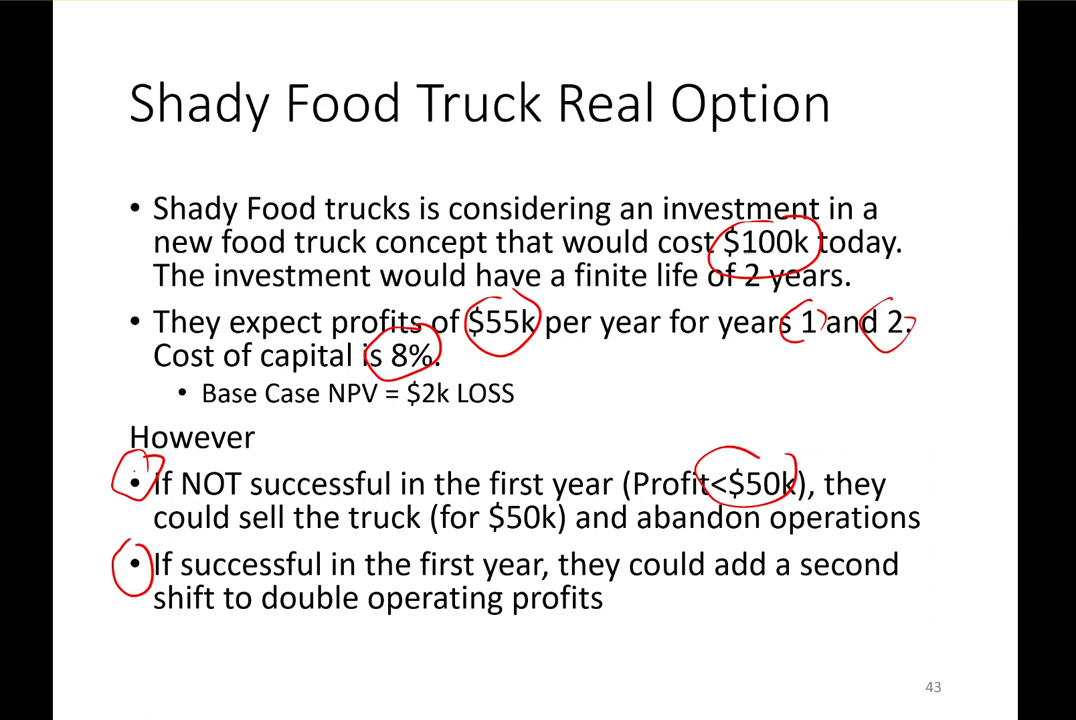 Shady Food Truck Real Option
• Shady Food trucks is considering an investment in a
new food truck concept that would cost $100k today.
The investment would have a finite life of 2 years.
• They expect profits of $55k per year for years 1 and 2.
Cost of capital is 8%.
• Base Case NPV = $2k LOSS
However
• If NOT successful in the first year (Profit<$50k), they
could sell the truck (for $50k) and abandon operations
• If successful in the first year, they could add a second
shift to double operating profits
43